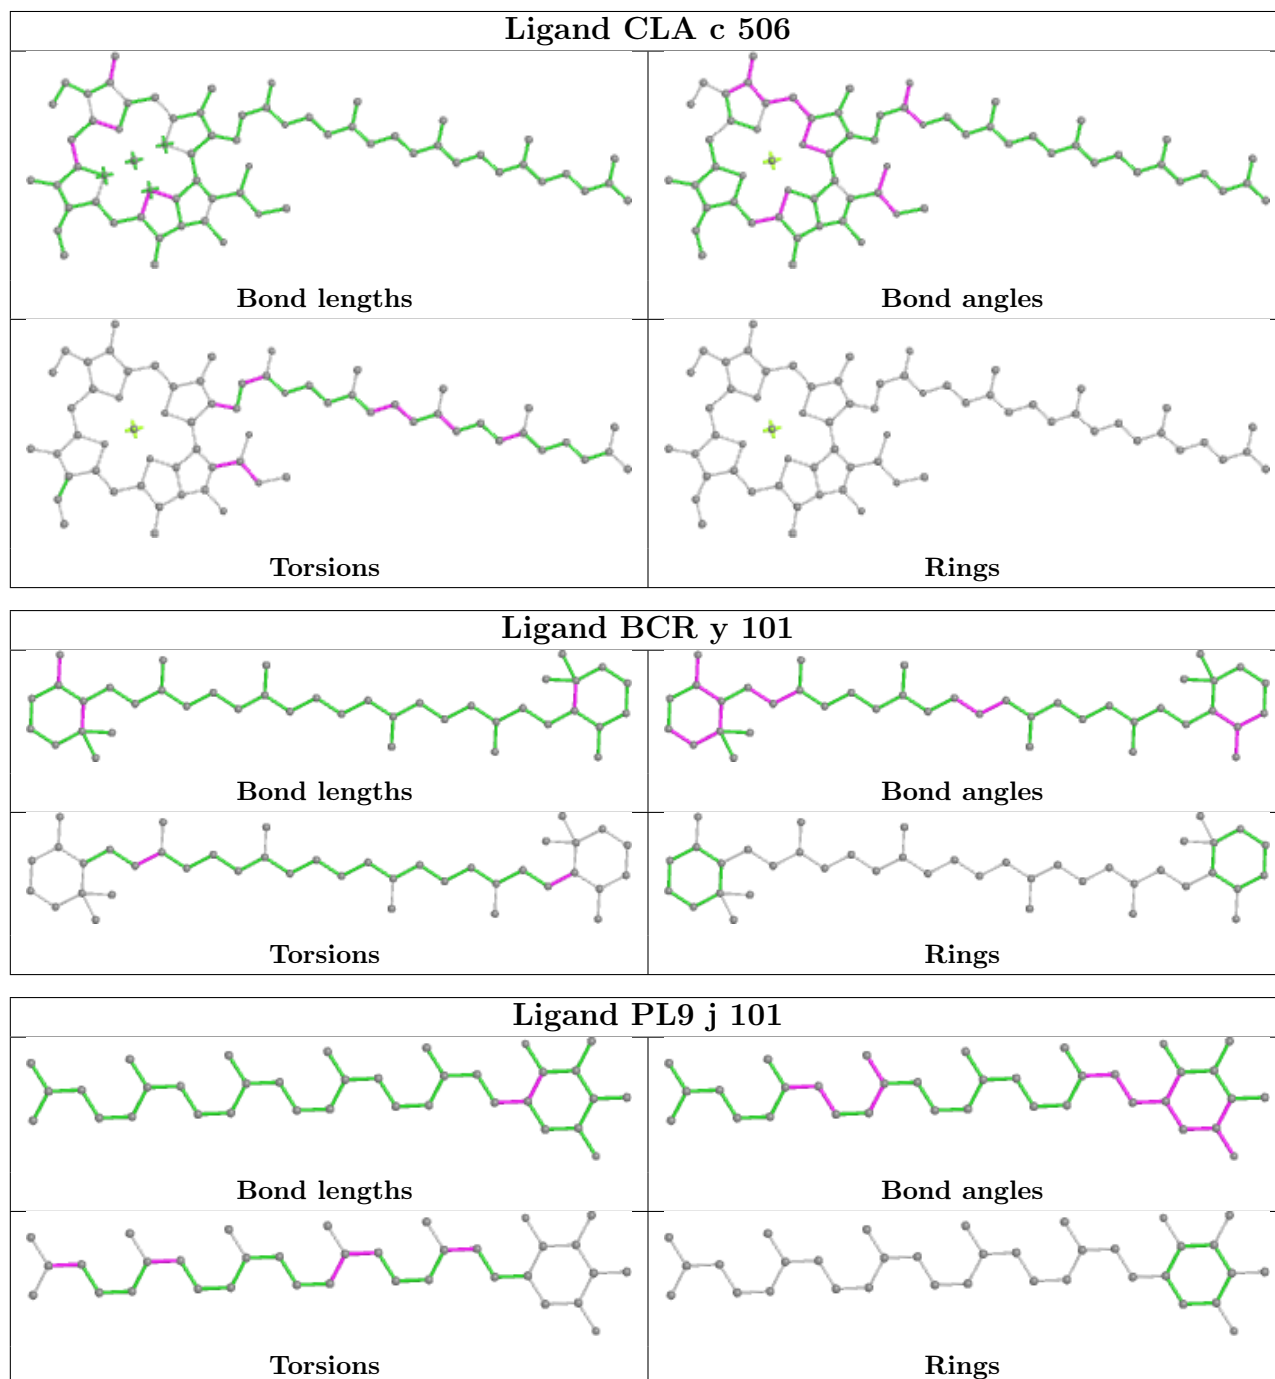 Ligand CLA c 506
Bond lengths
Bond angles
Torsions
Rings
Ligand BCR y 101
Bond lengths
Bond angles
Torsions
Rings
Ligand PL9 j 101
Bond lengths
Bond angles
Torsions
Rings